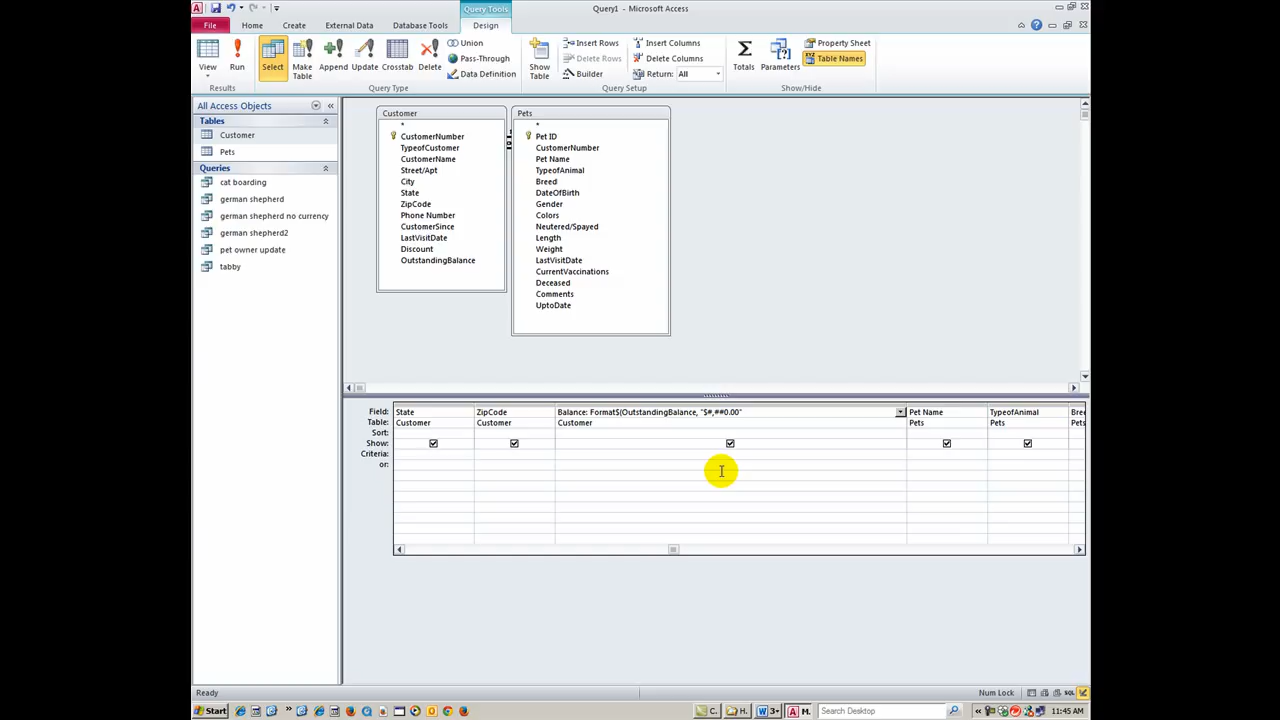 Query Tools
Query1 - Microsoft Access
File Home Create External Data Database Tools Design
View
Run
Select
Make Table
Append
Update
Crosstab
Delete
Union
Pass-Through
Data Definition
Show Table
Insert Rows
Delete Rows
Builder
Insert Columns
Delete Columns
Return: All
Totals
Parameters
Property Sheet
Table Names
Results Query Type Query Setup Show/Hide
All Access Objects
Tables
Customer
Pets
Queries
cat boarding
german shepherd
german shepherd no currency
german shepherd2
pet owner update
tabby
Customer
*
CustomerNumber
TypeofCustomer
CustomerName
Street/Apt
City
State
ZipCode
Phone Number
CustomerSince
LastVisitDate
Discount
OutstandingBalance
Pets
*
Pet ID
CustomerNumber
Pet Name
TypeofAnimal
Breed
DateOfBirth
Gender
Colors
Neutered/Spayed
Length
Weight
LastVisitDate
CurrentVaccinations
Deceased
Comments
UptoDate
Field: State ZipCode Balance: Format$(OutstandingBalance, "$#,##0.00" Pet Name TypeofAnimal Bree
Table: Customer Customer Customer Pets Pets Pets
Sort:
Show:
Criteria:
or:
Ready Num Lock SQL
Start » C. H. 3 M. Search Desktop « 11:45 AM